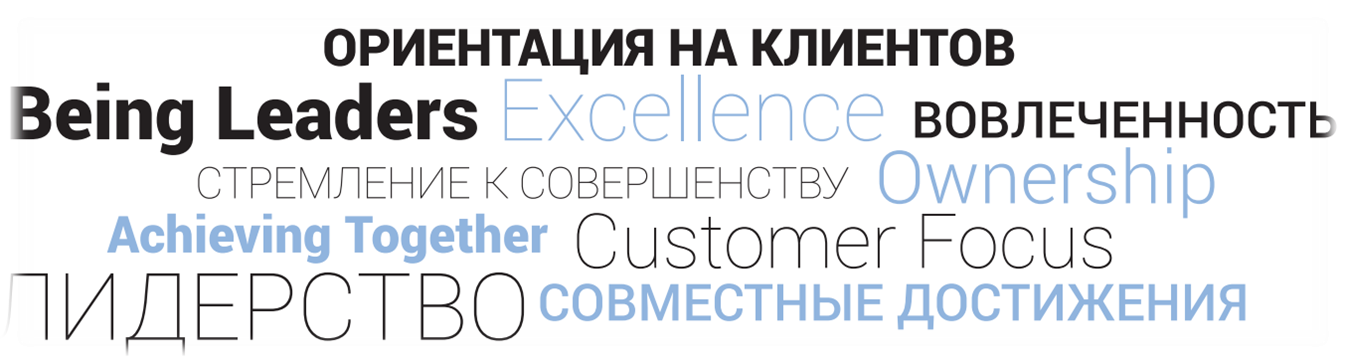 ОРИЕНТАЦИЯ НА КЛИЕНТОВ
Being Leaders Excellence ВОВЛЕЧЕННОСТЬ
СТРЕМЛЕНИЕ К СОВЕРШЕНСТВУ Ownership
Achieving Together Customer Focus
ЛИДЕРСТВО СОВМЕСТНЫЕ ДОСТИЖЕНИЯ